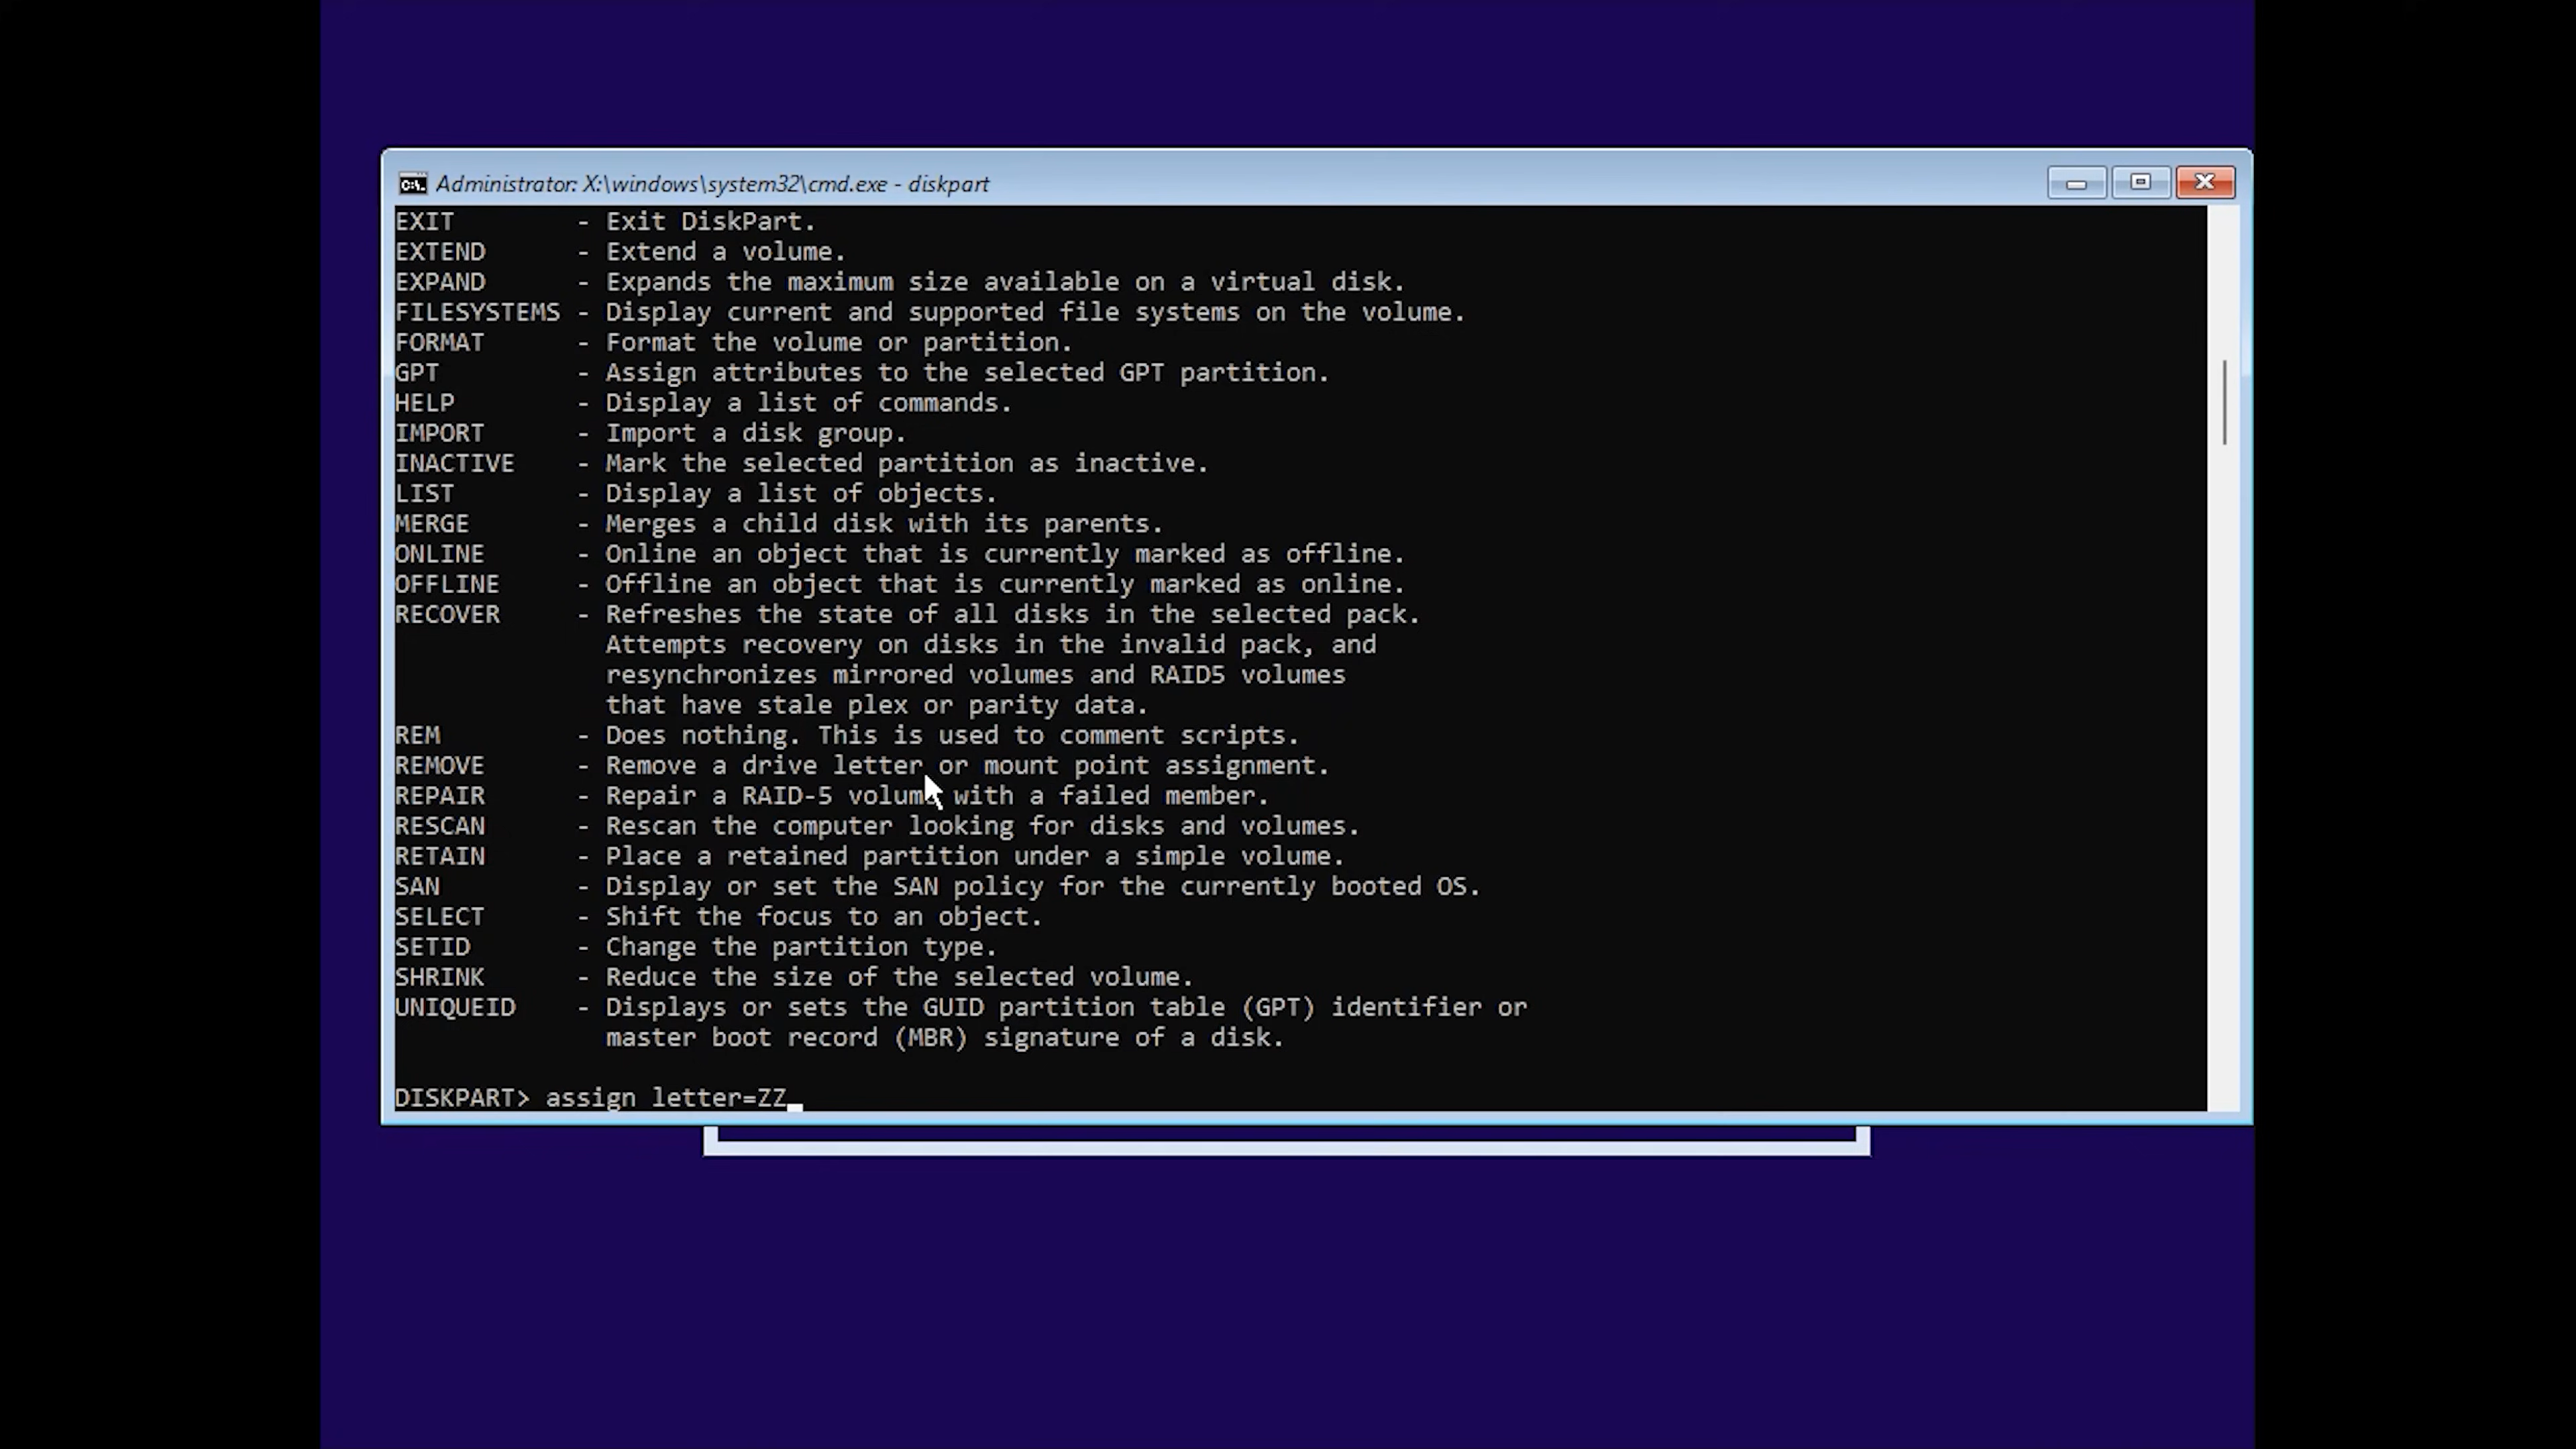 Administrator: X:\windows\system32\cmd.exe - diskpart
EXIT - Exit DiskPart.
EXTEND - Extend a volume.
EXPAND - Expands the maximum size available on a virtual disk.
FILESYSTEMS - Display current and supported file systems on the volume.
FORMAT - Format the volume or partition.
GPT - Assign attributes to the selected GPT partition.
HELP - Display a list of commands.
IMPORT - Import a disk group.
INACTIVE - Mark the selected partition as inactive.
LIST - Display a list of objects.
MERGE - Merges a child disk with its parents.
ONLINE - Online an object that is currently marked as offline.
OFFLINE - Offline an object that is currently marked as online.
RECOVER - Refreshes the state of all disks in the selected pack.
Attempts recovery on disks in the invalid pack, and
resynchronizes mirrored volumes and RAID5 volumes
that have stale plex or parity data.
REM - Does nothing. This is used to comment scripts.
REMOVE - Remove a drive letter or mount point assignment.
REPAIR - Repair a RAID-5 volume with a failed member.
RESCAN - Rescan the computer looking for disks and volumes.
RETAIN - Place a retained partition under a simple volume.
SAN - Display or set the SAN policy for the currently booted OS.
SELECT - Shift the focus to an object.
SETID - Change the partition type.
SHRINK - Reduce the size of the selected volume.
UNIQUEID - Displays or sets the GUID partition table (GPT) identifier or
master boot record (MBR) signature of a disk.
DISKPART> assign letter=ZZ